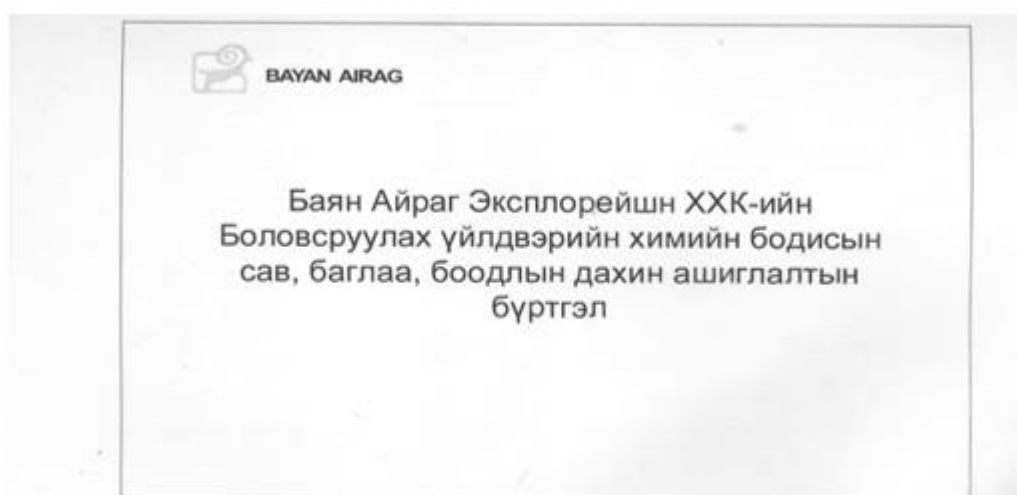 BAYAN AIRAG
Баян Айраг Эксплорейшн ХХК-ийн
Боловсруулах үйлдвэрийн химийн бодисын
сав, баглаа, боодлын дахин ашиглалтын
бүртгэл